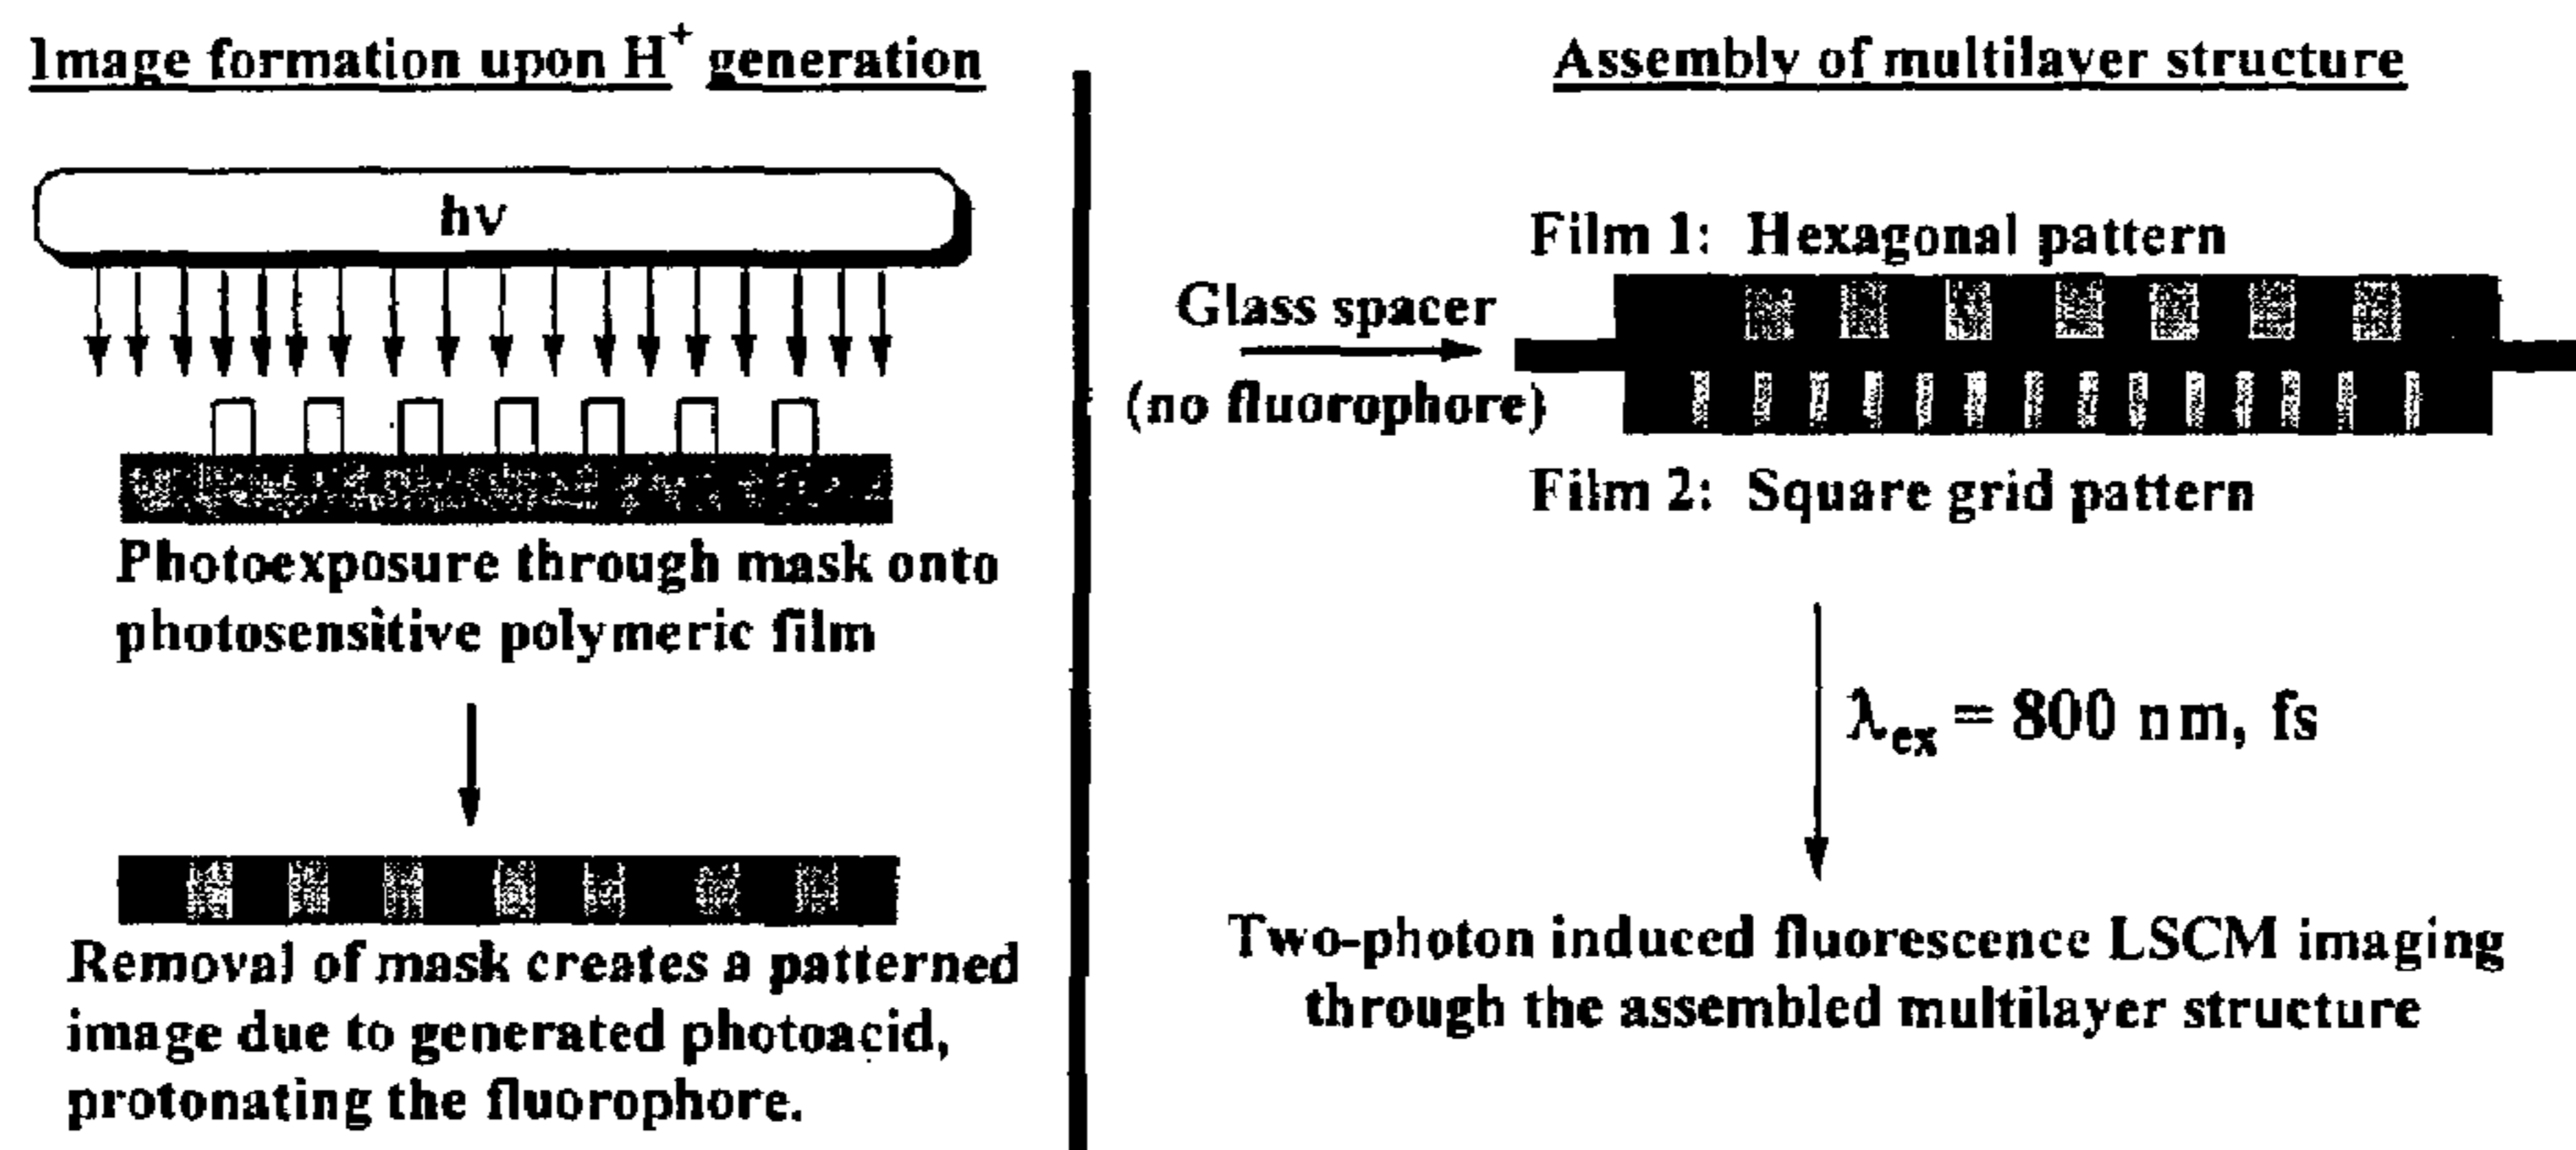 Image formation upon H⁺ generation
hν
Photoexposure through mask onto
photosensitive polymeric film
Removal of mask creates a patterned
image due to generated photoacid,
protonating the fluorophore.
Assembly of multilayer structure
Film 1: Hexagonal pattern
Glass spacer
(no fluorophore)
Film 2: Square grid pattern
λex = 800 nm, fs
Two-photon induced fluorescence LSCM imaging
through the assembled multilayer structure